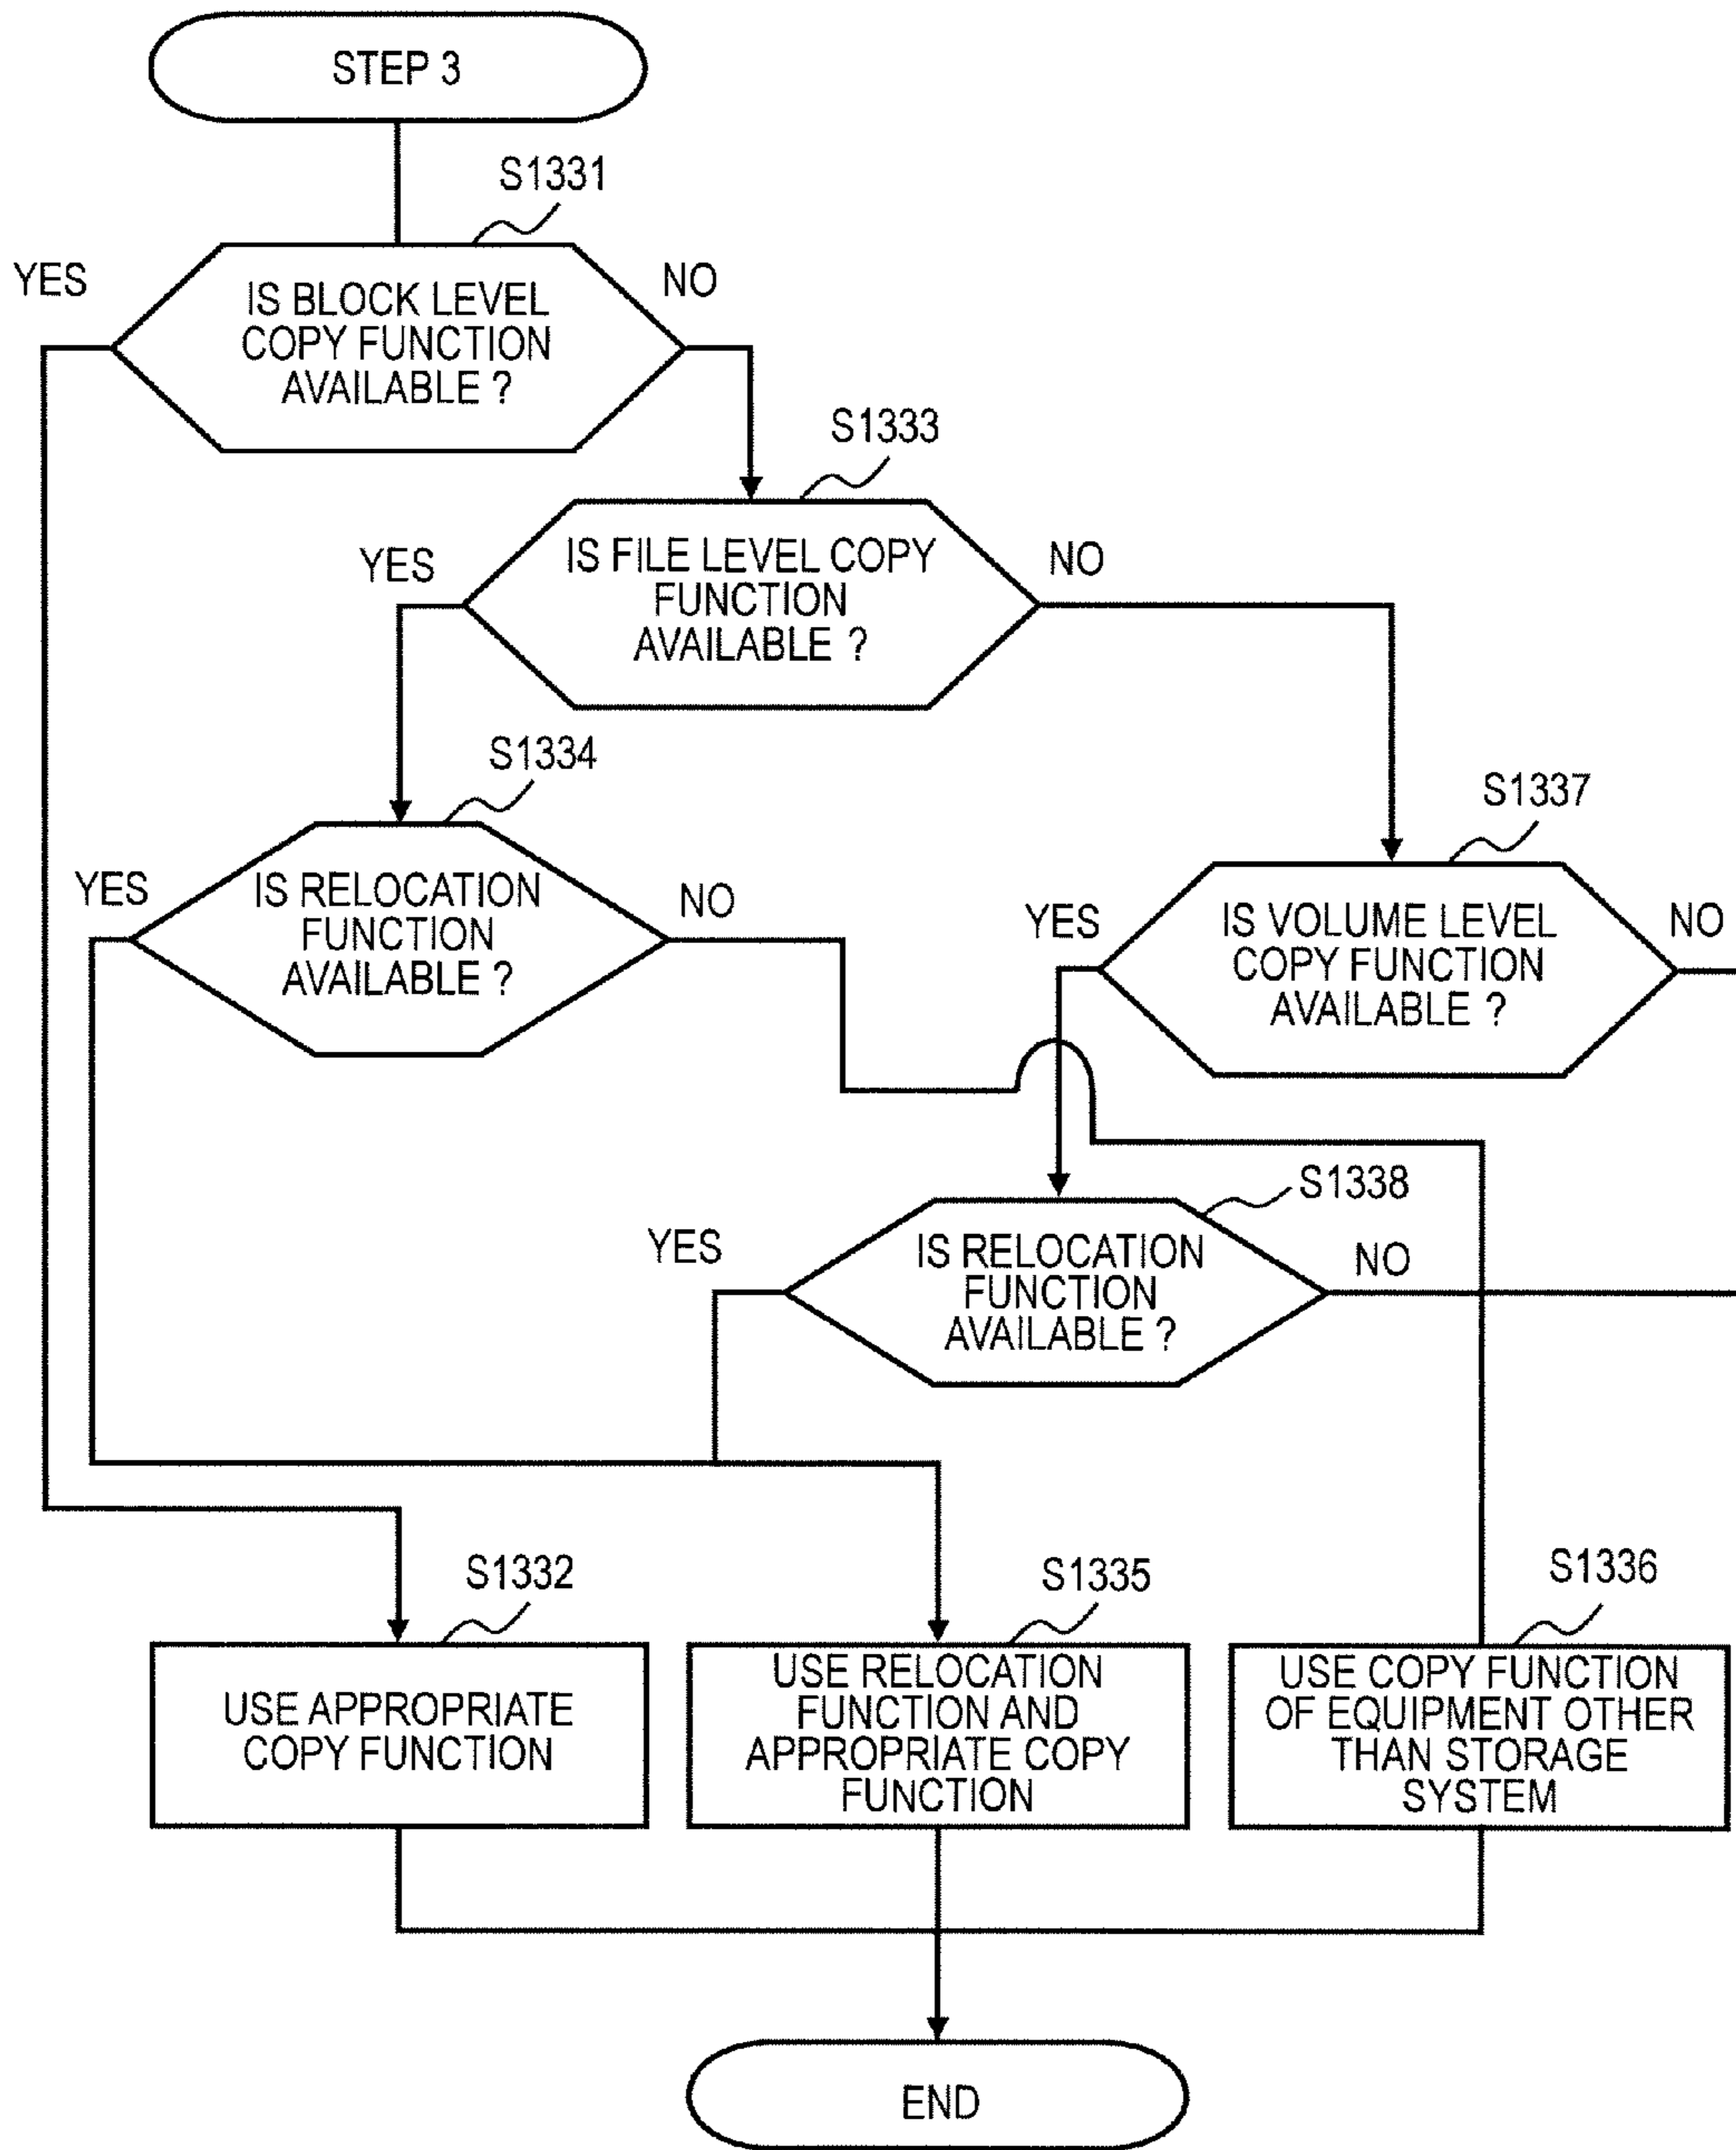 STEP 3
S1331
YES
NO
IS BLOCK LEVEL
COPY FUNCTION
AVAILABLE ?
S1333
YES
NO
IS FILE LEVEL COPY
FUNCTION
AVAILABLE ?
S1334
S1337
YES
NO
IS RELOCATION
FUNCTION
AVAILABLE ?
YES
NO
IS VOLUME LEVEL
COPY FUNCTION
AVAILABLE ?
S1338
YES
NO
IS RELOCATION
FUNCTION
AVAILABLE ?
S1332
S1335
S1336
USE APPROPRIATE
COPY FUNCTION
USE RELOCATION
FUNCTION AND
APPROPRIATE COPY
FUNCTION
USE COPY FUNCTION
OF EQUIPMENT OTHER
THAN STORAGE
SYSTEM
END